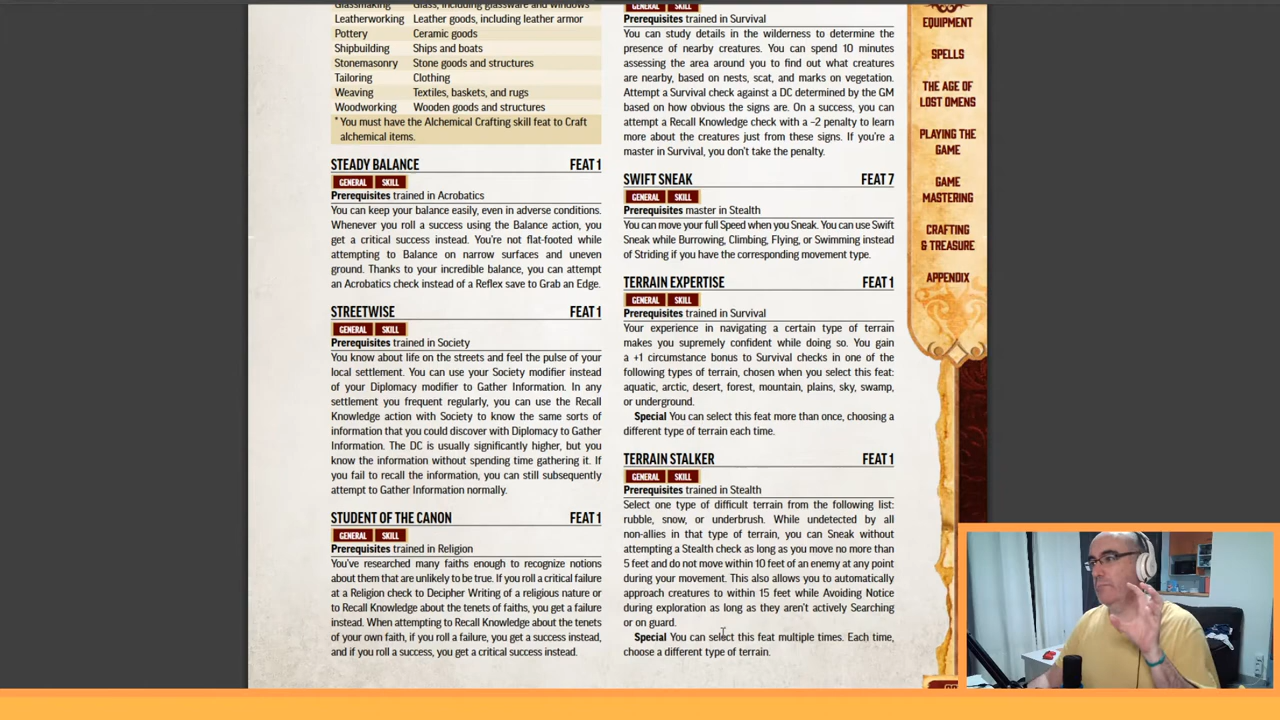 Glassmaking Glass, including glassware and windows
Leatherworking Leather goods, including leather armor
Pottery Ceramic goods
Shipbuilding Ships and boats
Stonemasonry Stone goods and structures
Tailoring Clothing
Weaving Textiles, baskets, and rugs
Woodworking Wooden goods and structures
* You must have the Alchemical Crafting skill feat to Craft
alchemical items.
STEADY BALANCE FEAT 1
GENERAL SKILL
Prerequisites trained in Acrobatics
You can keep your balance easily, even in adverse conditions.
Whenever you roll a success using the Balance action, you
get a critical success instead. You're not flat-footed while
attempting to Balance on narrow surfaces and uneven
ground. Thanks to your incredible balance, you can attempt
an Acrobatics check instead of a Reflex save to Grab an Edge.
STREETWISE FEAT 1
GENERAL SKILL
Prerequisites trained in Society
You know about life on the streets and feel the pulse of your
local settlement. You can use your Society modifier instead
of your Diplomacy modifier to Gather Information. In any
settlement you frequent regularly, you can use the Recall
Knowledge action with Society to know the same sorts of
information that you could discover with Diplomacy to Gather
Information. The DC is usually significantly higher, but you
know the information without spending time gathering it. If
you fail to recall the information, you can still subsequently
attempt to Gather Information normally.
STUDENT OF THE CANON FEAT 1
GENERAL SKILL
Prerequisites trained in Religion
You've researched many faiths enough to recognize notions
about them that are unlikely to be true. If you roll a critical failure
at a Religion check to Decipher Writing of a religious nature or
to Recall Knowledge about the tenets of faiths, you get a failure
instead. When attempting to Recall Knowledge about the tenets
of your own faith, if you roll a failure, you get a success instead,
and if you roll a success, you get a critical success instead.
GENERAL SKILL
Prerequisites trained in Survival
You can study details in the wilderness to determine the
presence of nearby creatures. You can spend 10 minutes
assessing the area around you to find out what creatures
are nearby, based on nests, scat, and marks on vegetation.
Attempt a Survival check against a DC determined by the GM
based on how obvious the signs are. On a success, you can
attempt a Recall Knowledge check with a –2 penalty to learn
more about the creatures just from these signs. If you're a
master in Survival, you don't take the penalty.
SWIFT SNEAK FEAT 7
GENERAL SKILL
Prerequisites master in Stealth
You can move your full Speed when you Sneak. You can use Swift
Sneak while Burrowing, Climbing, Flying, or Swimming instead
of Striding if you have the corresponding movement type.
TERRAIN EXPERTISE FEAT 1
GENERAL SKILL
Prerequisites trained in Survival
Your experience in navigating a certain type of terrain
makes you supremely confident while doing so. You gain
a +1 circumstance bonus to Survival checks in one of the
following types of terrain, chosen when you select this feat:
aquatic, arctic, desert, forest, mountain, plains, sky, swamp,
or underground.
Special You can select this feat more than once, choosing a
different type of terrain each time.
TERRAIN STALKER FEAT 1
GENERAL SKILL
Prerequisites trained in Stealth
Select one type of difficult terrain from the following list:
rubble, snow, or underbrush. While undetected by all
non-allies in that type of terrain, you can Sneak without
attempting a Stealth check as long as you move no more than
5 feet and do not move within 10 feet of an enemy at any point
during your movement. This also allows you to automatically
approach creatures to within 15 feet while Avoiding Notice
during exploration as long as they aren't actively Searching
or on guard.
Special You can select this feat multiple times. Each time,
choose a different type of terrain.
EQUIPMENT
SPELLS
THE AGE OF
LOST OMENS
PLAYING THE
GAME
GAME
MASTERING
CRAFTING
& TREASURE
APPENDIX